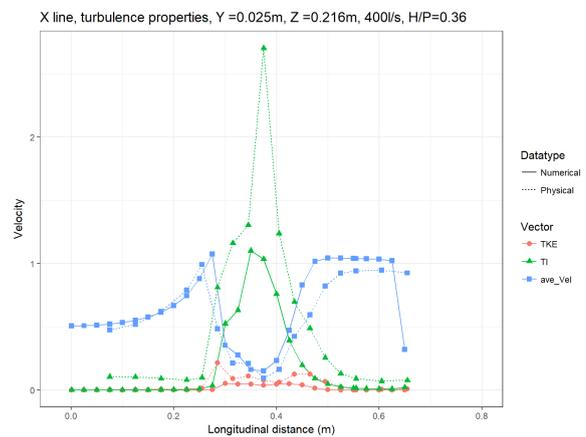 X line, turbulence properties, Y =0.025m, Z =0.216m, 400l/s, H/P=0.36
Velocity
2
1
0
0.0 0.2 0.4 0.6 0.8
Longitudinal distance (m)
Datatype
Numerical
Physical
Vector
TKE
TI
ave_Vel